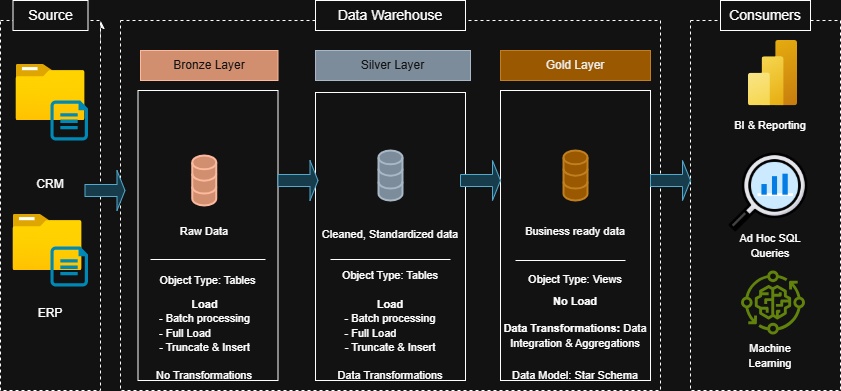 Source
CRM
ERP
Data Warehouse
Bronze Layer
Raw Data
Object Type: Tables
Load
- Batch processing
- Full Load
- Truncate & Insert
No Transformations
Silver Layer
Cleaned, Standardized data
Object Type: Tables
Load
- Batch processing
- Full Load
- Truncate & Insert
Data Transformations
Gold Layer
Business ready data
Object Type: Views
No Load
Data Transformations: Data
Integration & Aggregations
Data Model: Star Schema
Consumers
BI & Reporting
Ad Hoc SQL
Queries
Machine
Learning